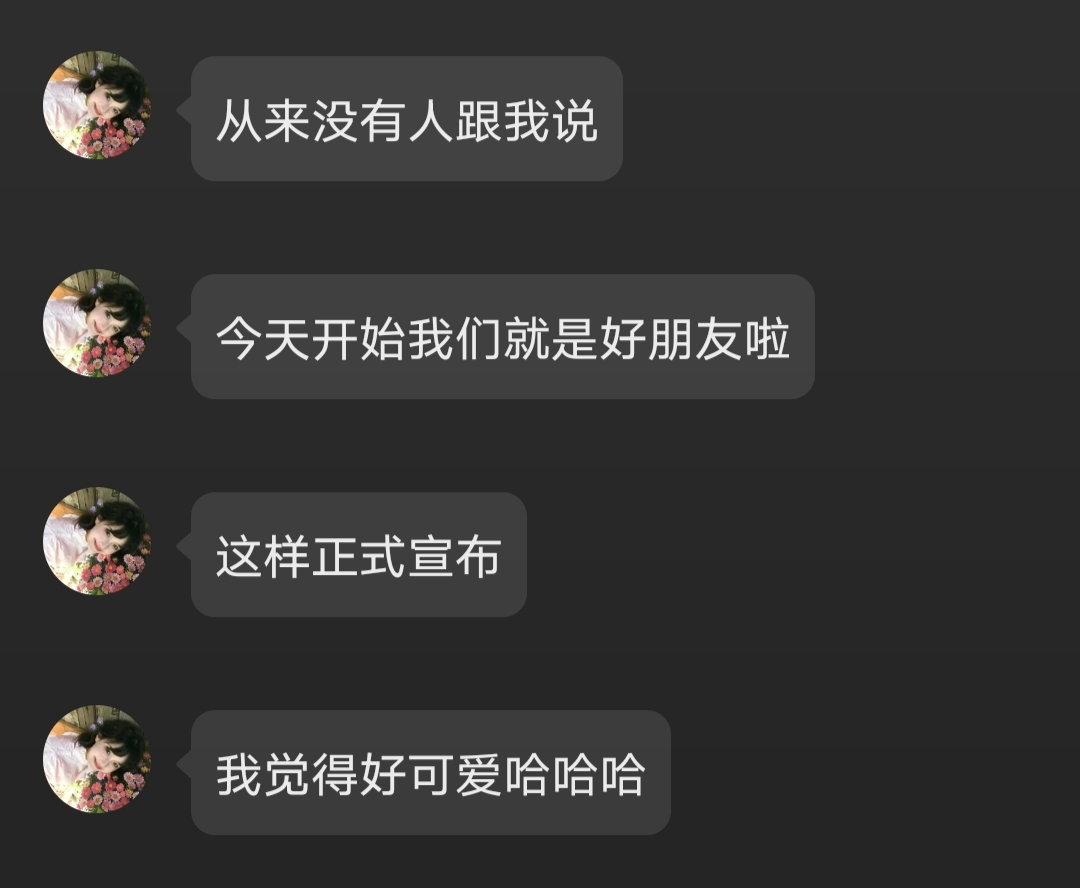 从来没有人跟我说
今天开始我们就是好朋友啦
这样正式宣布
我觉得好可爱哈哈哈